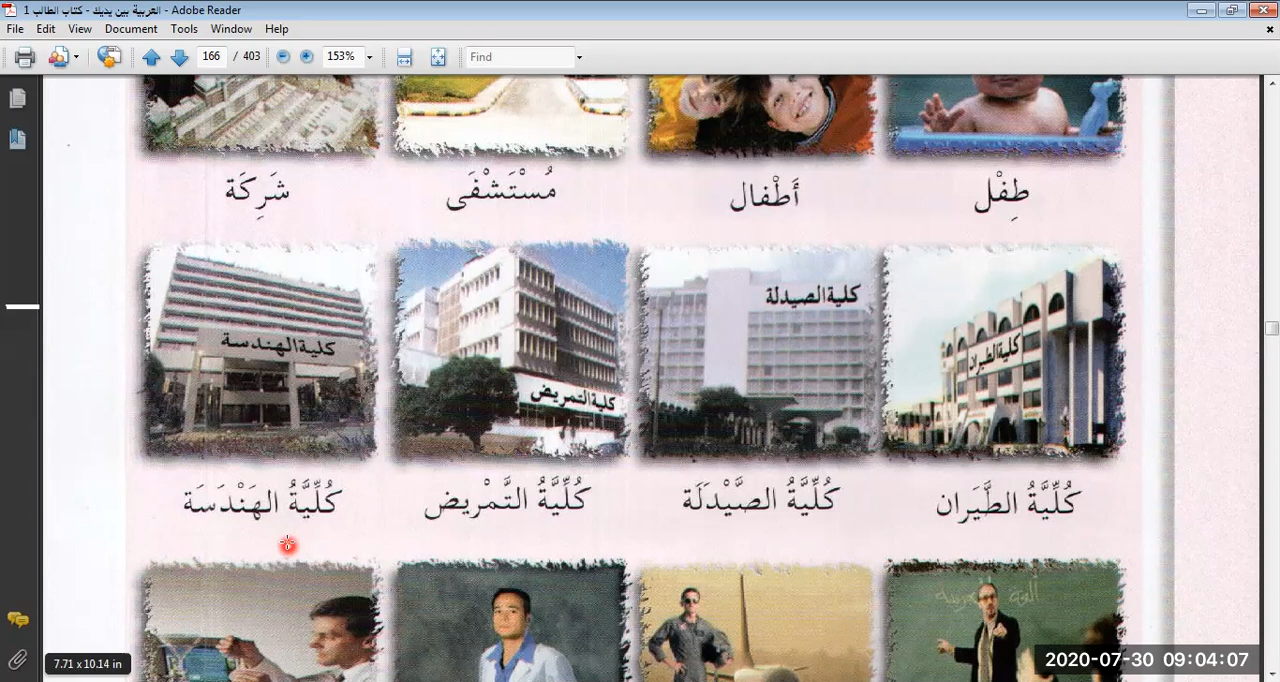 العربية بين يديك - كتاب الطالب 1 - Adobe Reader
File Edit View Document Tools Window Help
166 / 403 153% Find
طِفْل أَطْفال مُسْتَشْفَى شَرِكَة
كلية الطيران كلية الصيدلة كلية التمريض كلية الهندسة
كُلِّيَّةُ الطَّيَران كُلِّيَّةُ الصَّيْدَلَة كُلِّيَّةُ التَّمْريض كُلِّيَّةُ الهَنْدَسَة
7.71 x 10.14 in
2020-07-30 09:04:07